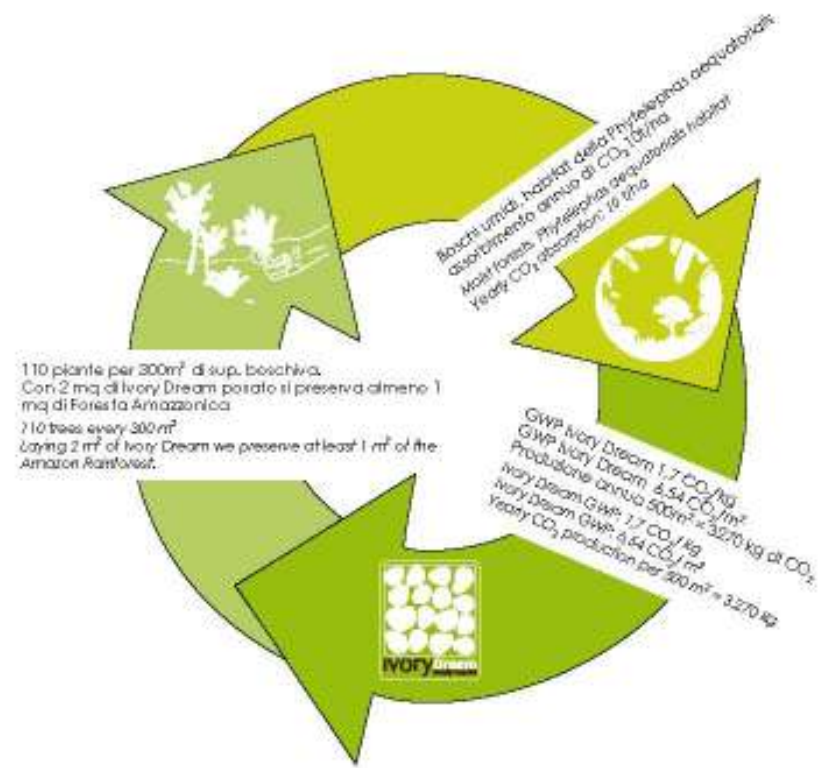 Boschi umidi, habitat della Phytelephas aequatorialis
assorbimento annuo di CO₂ 10t/ha
Moist forests, Phytelephas aequatorialis habitat
Yearly CO₂ absorption: 10 t/ha
110 piante per 300m² di sup. boschiva.
Con 2 mq di Ivory Dream posato si preserva almeno 1
mq di Foresta Amazzonica
110 trees every 300 m²
Laying 2 m² of Ivory Dream we preserve at least 1 m² of the
Amazon Rainforest.
GWP Ivory Dream 1,7 CO₂/kg
GWP Ivory Dream 6,54 CO₂/m²
Produzione annua 500m² = 3270 kg di CO₂
Ivory Dream GWP: 1,7 CO₂/ kg
Ivory Dream GWP: 6,54 CO₂/ m²
Yearly CO₂ production per 500 m² = 3.270 kg
Ivory Dream